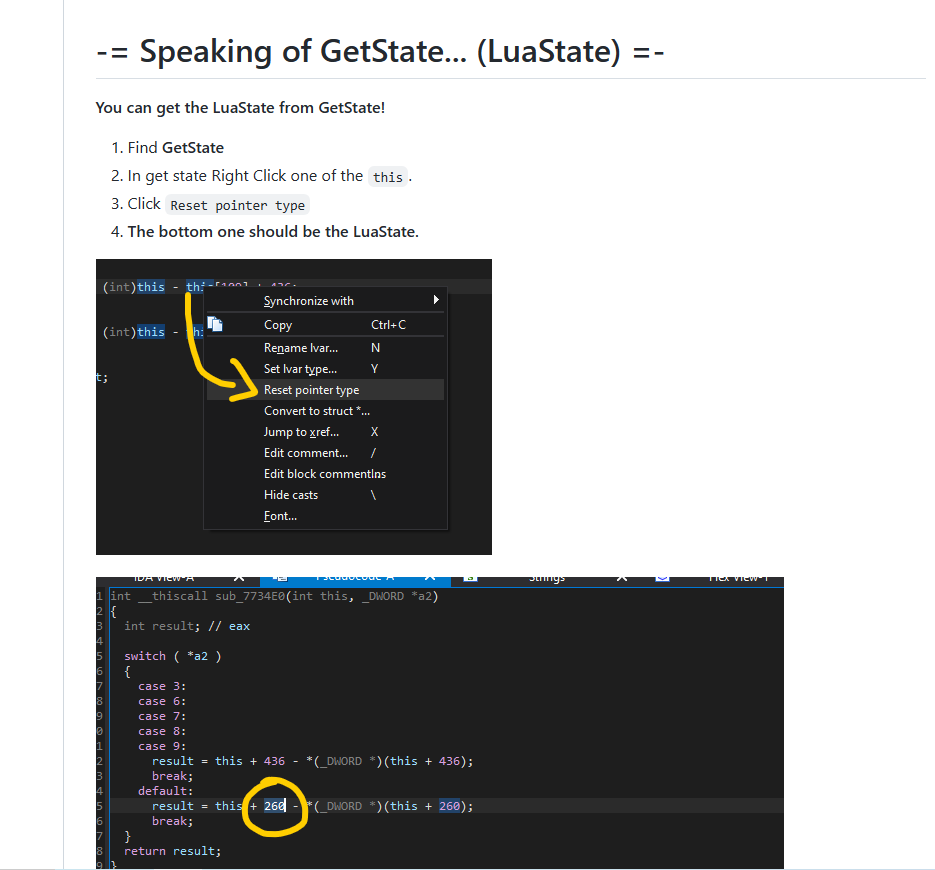 -= Speaking of GetState... (LuaState) =-
You can get the LuaState from GetState!
1. Find GetState
2. In get state Right Click one of the this.
3. Click Reset pointer type
4. The bottom one should be the LuaState.
(int)this - this[109] + 436;
Synchronize with
Copy Ctrl+C
(int)this - thi
Rename lvar... N
Set lvar type... Y
t;
Reset pointer type
Convert to struct *...
Jump to xref... X
Edit comment... /
Edit block commentIns
Hide casts \
Font...
IDA View-A Pseudocode-A Strings Hex View-1
1 int __thiscall sub_7734E0(int this, _DWORD *a2)
2 {
3 int result; // eax
4
5 switch ( *a2 )
6 {
7 case 3:
8 case 6:
9 case 7:
0 case 8:
1 case 9:
2 result = this + 436 - *(_DWORD *)(this + 436);
3 break;
4 default:
5 result = this + 260 - *(_DWORD *)(this + 260);
6 break;
7 }
8 return result;
9 }